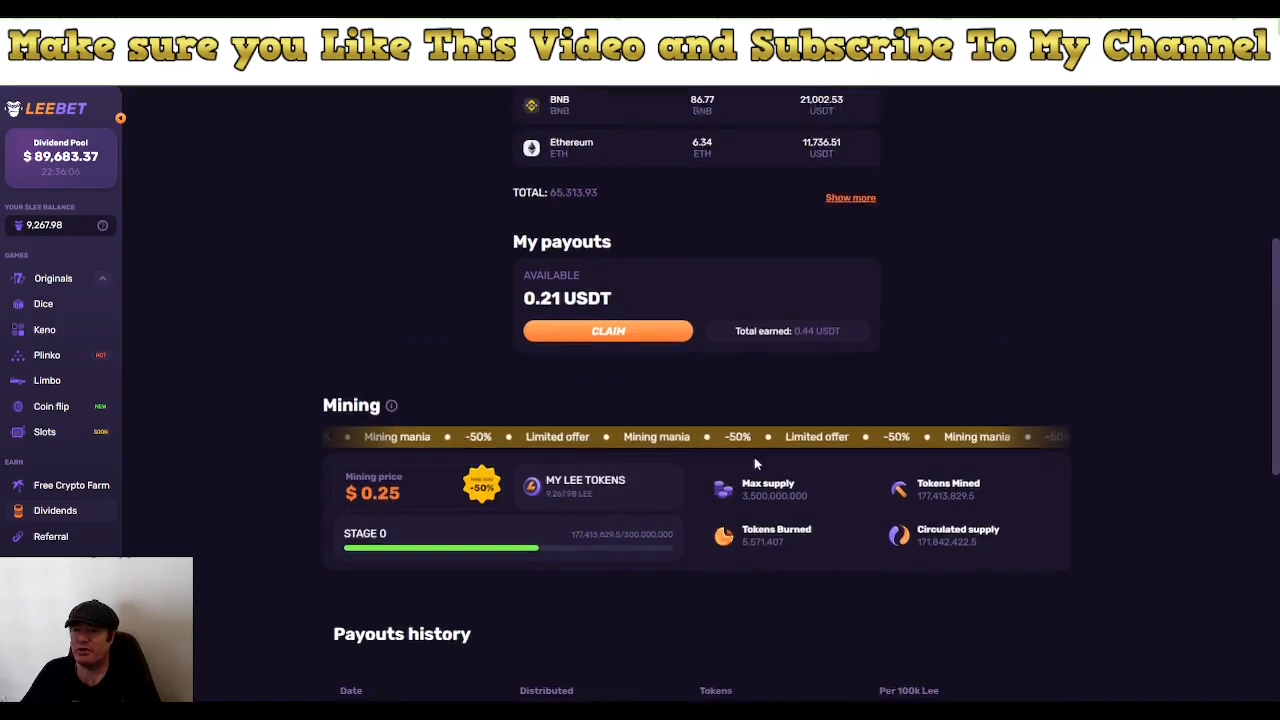 Make sure you Like This Video and Subscribe To My Channel
LEEBET
Dividend Pool
$ 89,683.37
22:36:06
YOUR SLEE BALANCE
9,267.98
GAMES
Originals
Dice
Keno
Plinko HOT
Limbo
Coin flip NEW
Slots SOON
EARN
Free Crypto Farm
Dividends
Referral
BNB 86.77 21,002.53
BNB BNB USDT
Ethereum 6.34 11,736.51
ETH ETH USDT
TOTAL: 65,313.93 Show more
My payouts
AVAILABLE
0.21 USDT
CLAIM Total earned: 0.44 USDT
Mining
% • Mining mania • -50% • Limited offer • Mining mania • -50% • Limited offer • -50% • Mining mania • -50%
Mining price
$ 0.25
-50%
MY LEE TOKENS
9,267.98 LEE
STAGE 0 177,413,829.5/300,000,000
Max supply
3,500,000,000
Tokens Mined
177,413,829.5
Tokens Burned
5,571,407
Circulated supply
171,842,422.5
Payouts history
Date Distributed Tokens Per 100k Lee